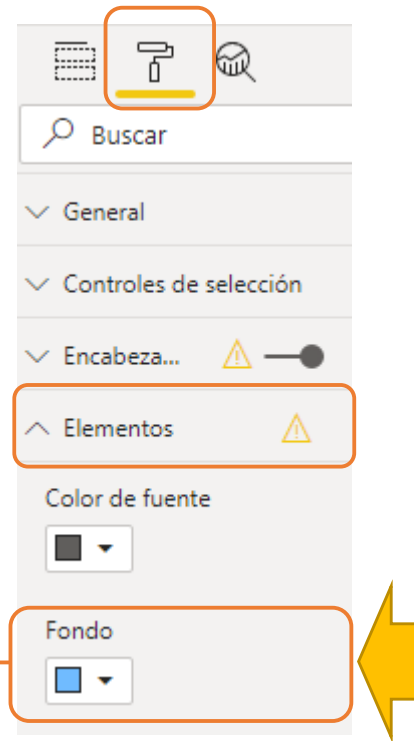 Buscar
General
Controles de selección
Encabeza...
Elementos
Color de fuente
Fondo